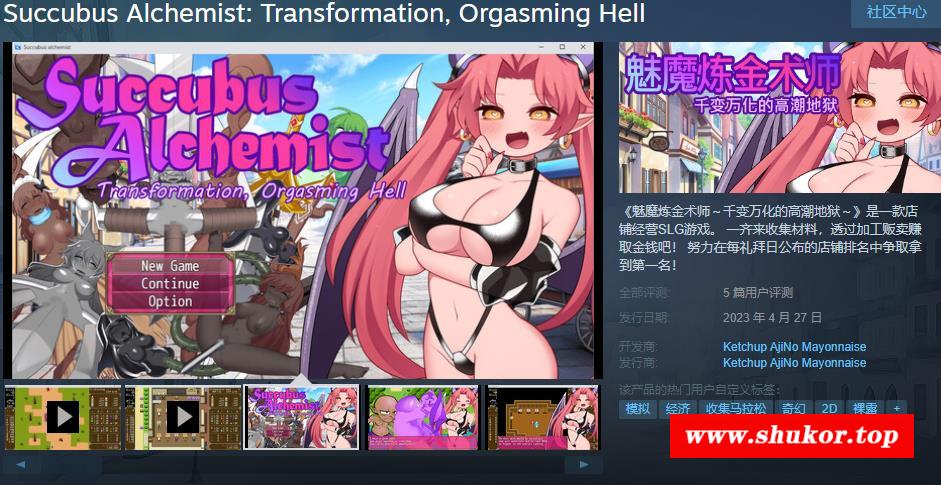 Succubus Alchemist: Transformation, Orgasming Hell
社区中心
Succubus alchemist
Succubus
Alchemist
Transformation, Orgasming Hell
New Game
Continue
Option
魅魔炼金术师
千变万化的高潮地狱
《魅魔炼金术师～千变万化的高潮地狱～》是一款店
铺经营SLG游戏。 一齐来收集材料，透过加工贩卖赚
取金钱吧！ 努力在每礼拜日公布的店铺排名中争取拿
到第一名！
全部评测: 5 篇用户评测
发行日期: 2023 年 4 月 27 日
开发商: Ketchup AjiNo Mayonnaise
发行商: Ketchup AjiNo Mayonnaise
该产品的热门用户自定义标签:
模拟 经济 收集马拉松 奇幻 2D 裸露 +
www.shukor.top